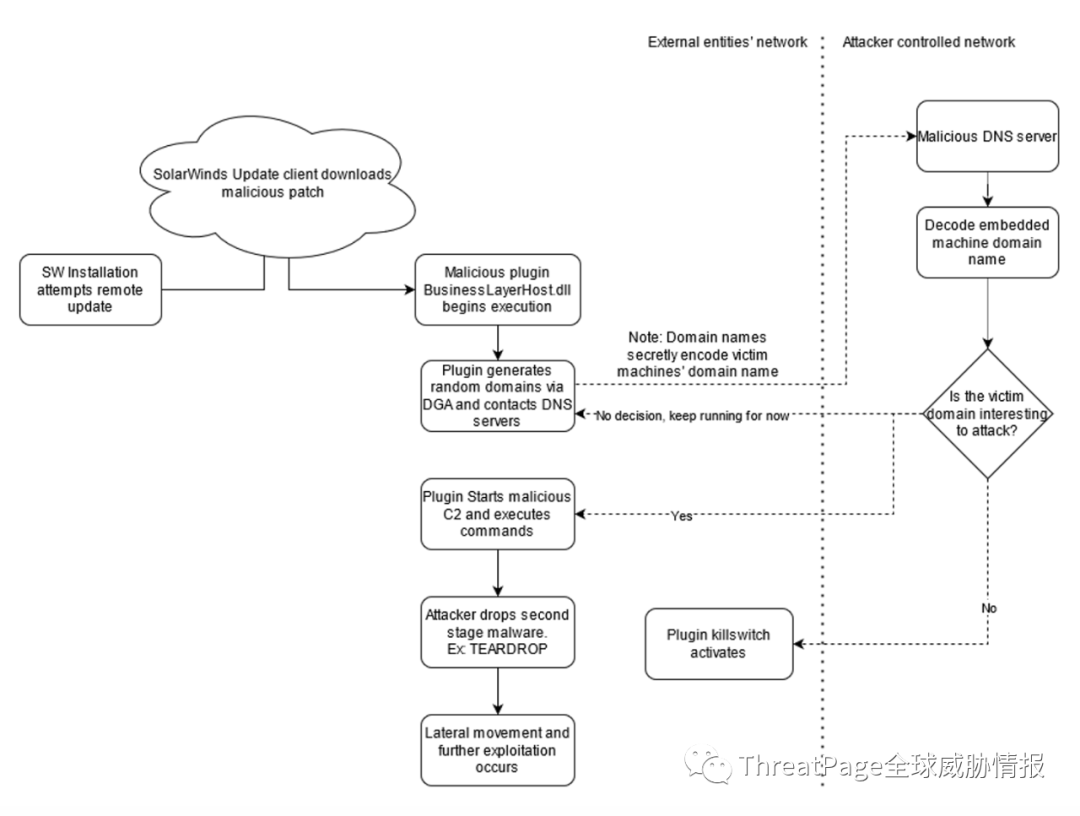 External entities' network
Attacker controlled network
Malicious DNS server
SolarWinds Update client downloads
malicious patch
Decode embedded
machine domain
name
SW Installation
attempts remote
update
Malicious plugin
BusinessLayerHost.dll
begins execution
Note: Domain names
secretly encode victim
machines' domain name
Plugin generates
random domains via
DGA and contacts DNS
servers
No decision, keep running for now
Is the victim
domain interesting
to attack?
Plugin Starts malicious
C2 and executes
commands
Yes
Attacker drops second
stage malware.
Ex: TEARDROP
No
Plugin killswitch
activates
Lateral movement and
further exploitation
occurs
ThreatPage全球威胁情报